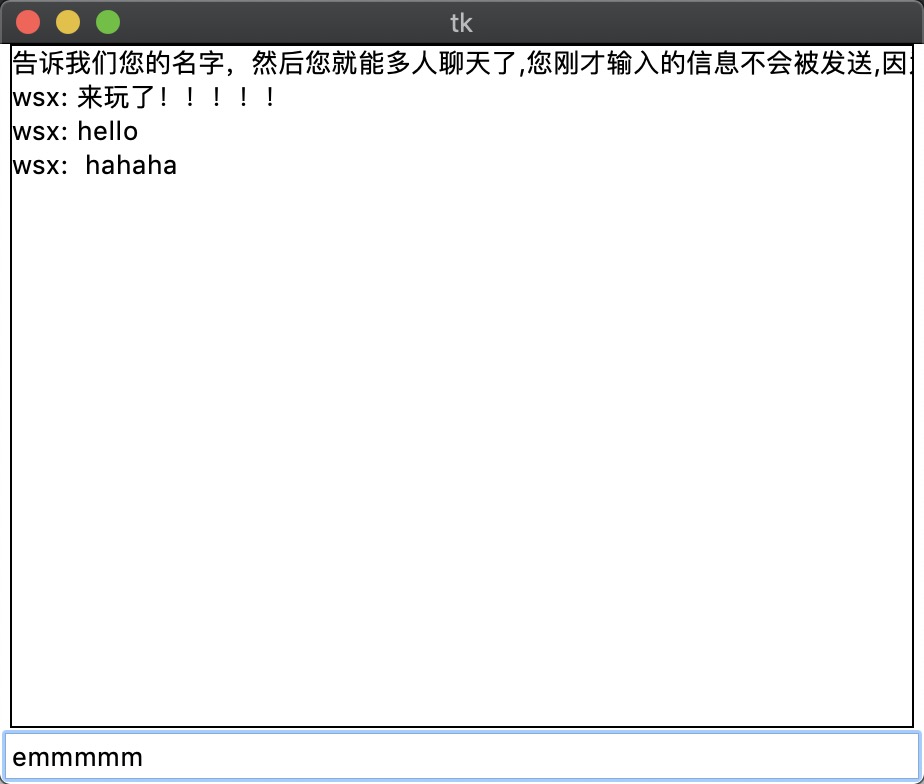 tk
告诉我们您的名字，然后您就能多人聊天了,您刚才输入的信息不会被发送,因
wsx: 来玩了！！！！！
wsx: hello
wsx:  hahaha
emmmmm